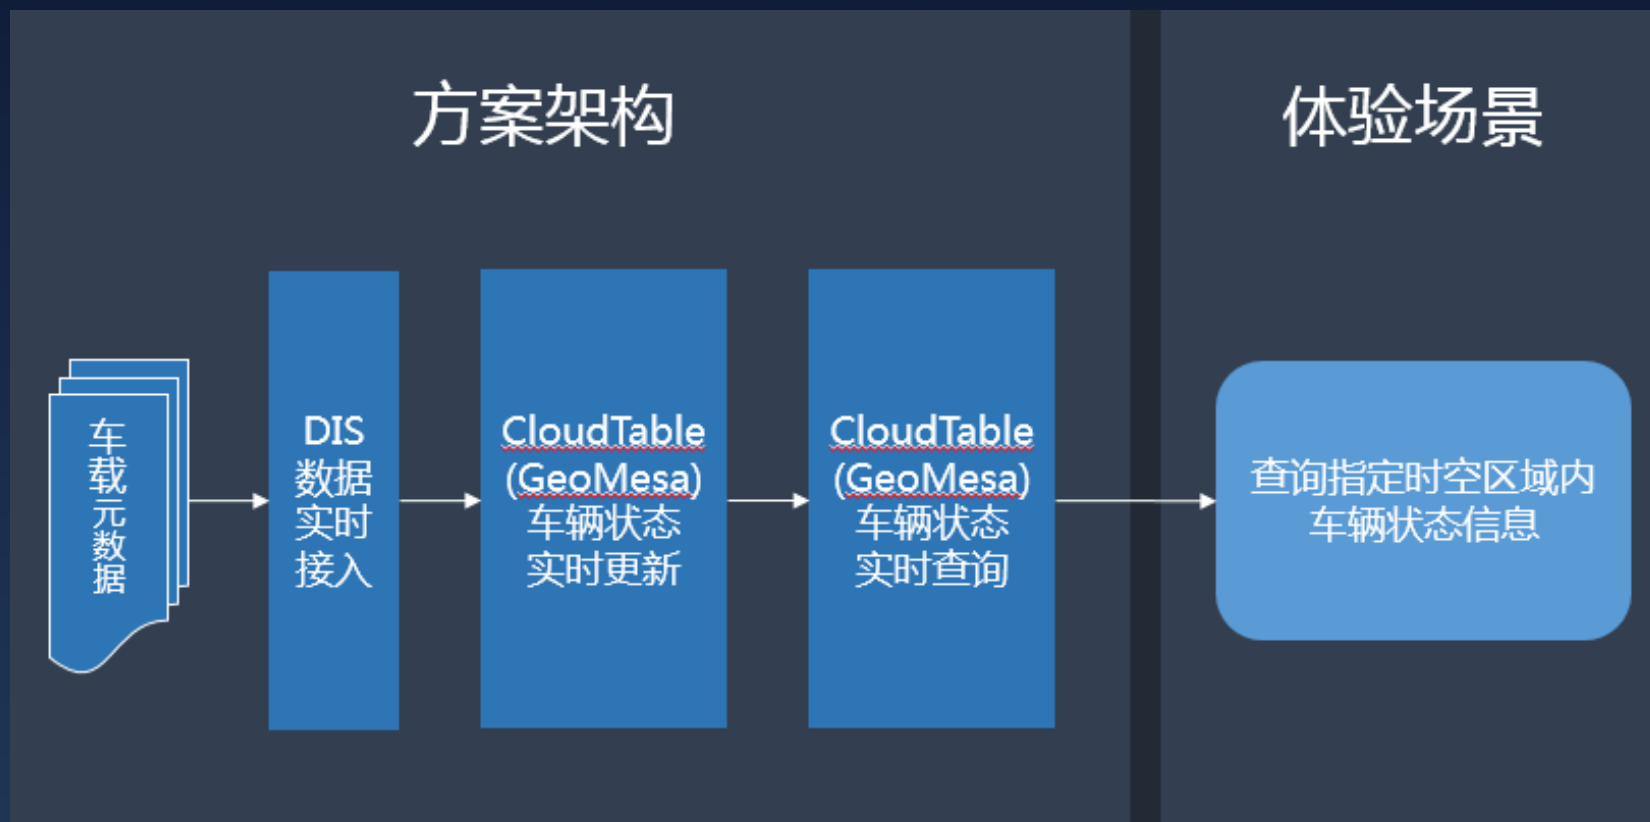 方案架构
体验场景
车载元数据
DIS
数据
实时
接入
CloudTable
(GeoMesa)
车辆状态
实时更新
CloudTable
(GeoMesa)
车辆状态
实时查询
查询指定时空区域内
车辆状态信息